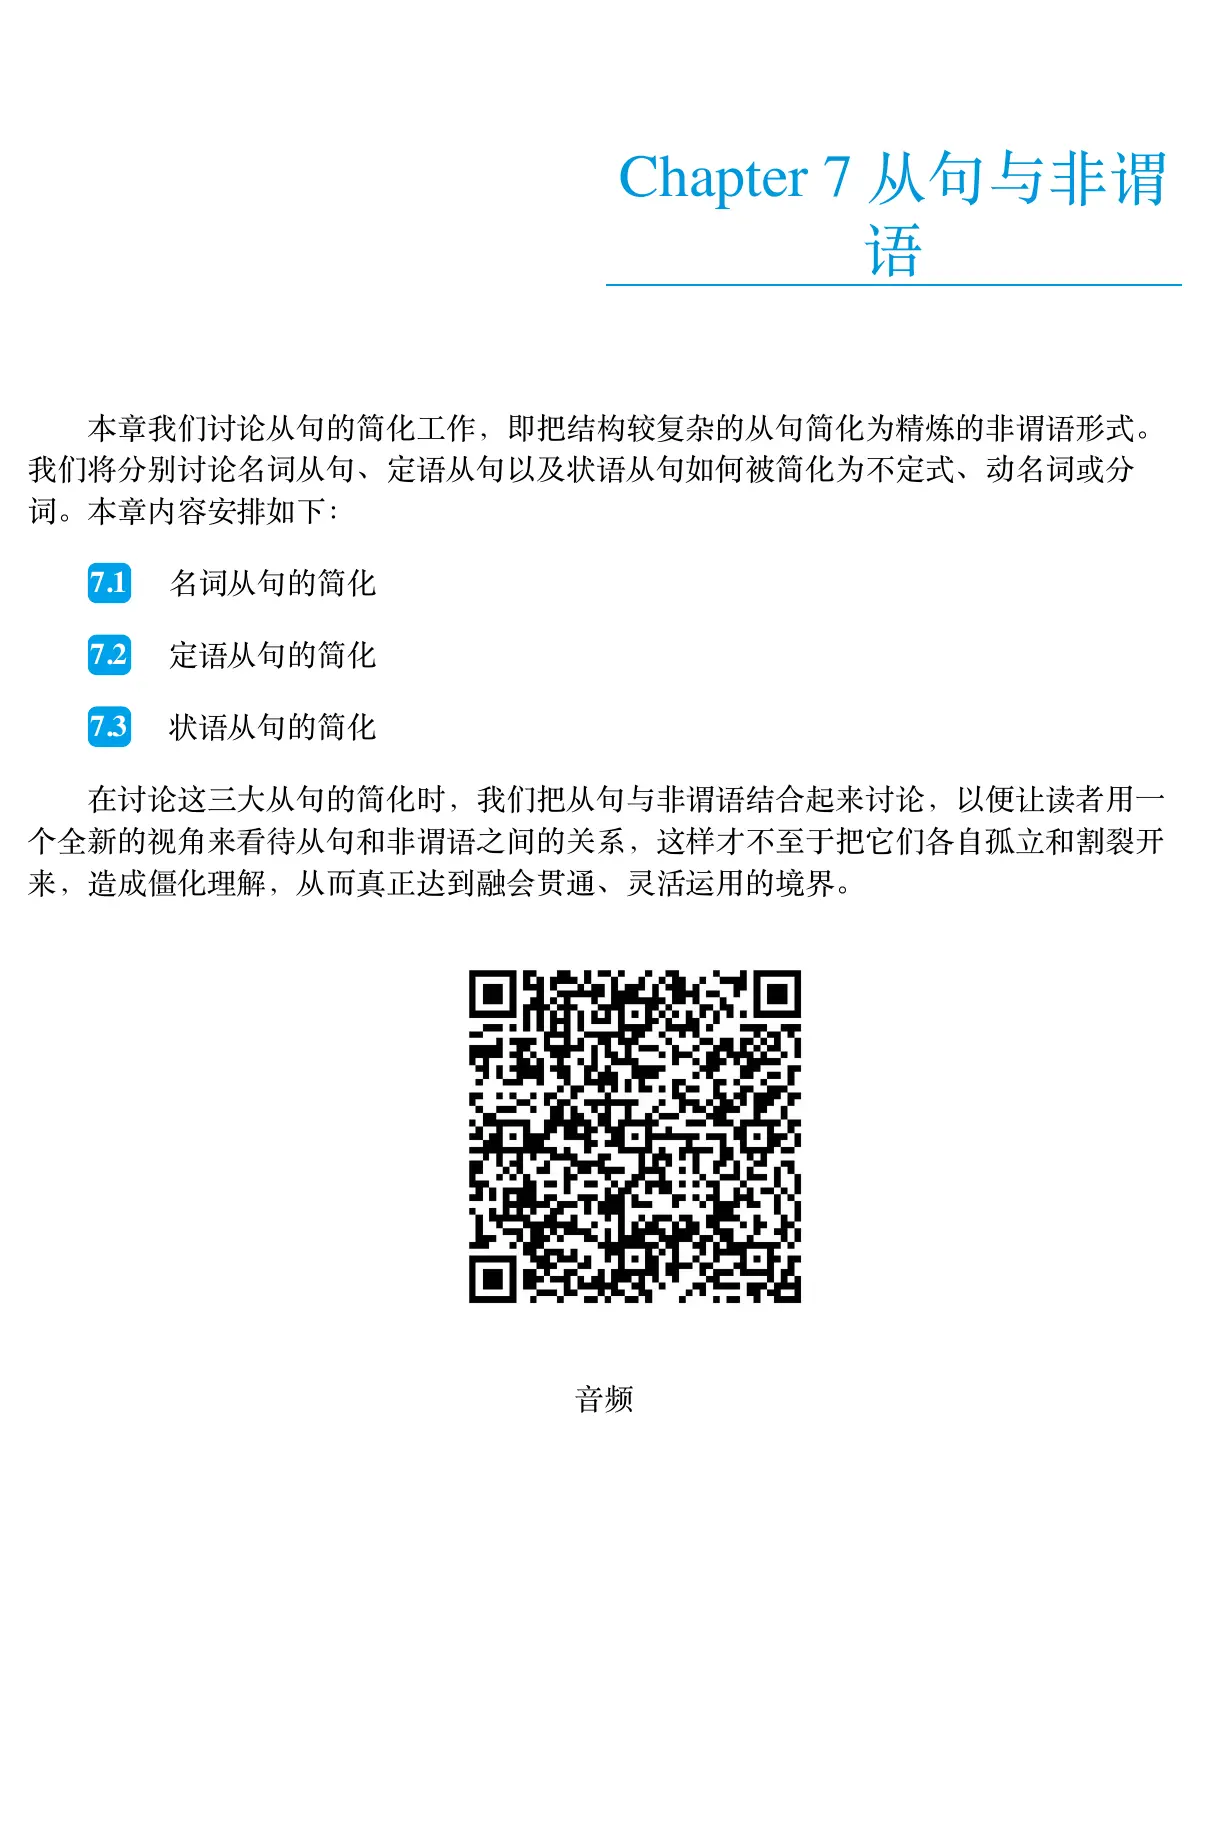 Chapter 7 从句与非谓
语
本章我们讨论从句的简化工作，即把结构较复杂的从句简化为精炼的非谓语形式。
我们将分别讨论名词从句、定语从句以及状语从句如何被简化为不定式、动名词或分
词。本章内容安排如下：
7.1 名词从句的简化
7.2 定语从句的简化
7.3 状语从句的简化
在讨论这三大从句的简化时，我们把从句与非谓语结合起来讨论，以便让读者用一
个全新的视角来看待从句和非谓语之间的关系，这样才不至于把它们各自孤立和割裂开
来，造成僵化理解，从而真正达到融会贯通、灵活运用的境界。
音频